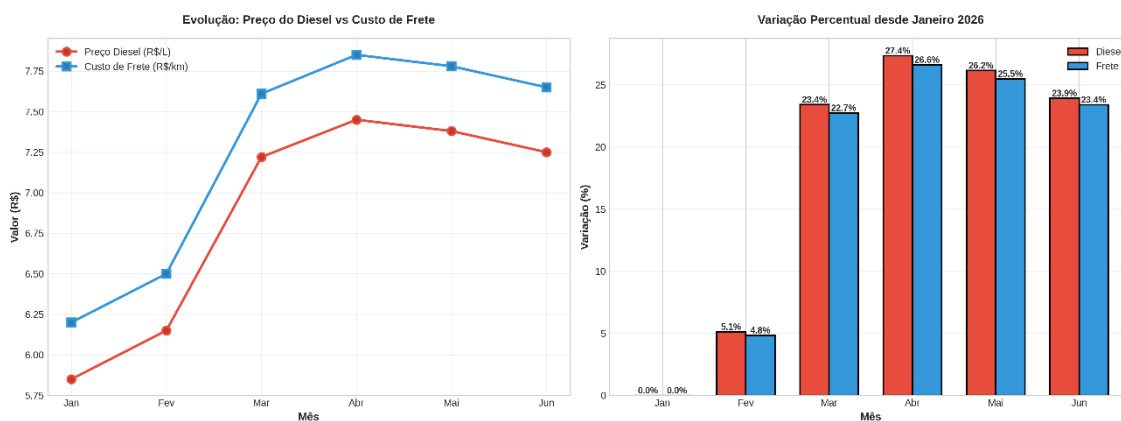 Evolução: Preço do Diesel vs Custo de Frete
Preço Diesel (R$/L)
Custo de Frete (R$/km)
Valor (R$)
7.75
7.50
7.25
7.00
6.75
6.50
6.25
6.00
5.75
Jan Fev Mar Abr Mai Jun
Mês
Variação Percentual desde Janeiro 2026
Diesel
Frete
Variação (%)
25
20
15
10
5
0
0.0% 0.0%
5.1% 4.8%
23.4% 22.7%
27.4% 26.6%
26.2% 25.5%
23.9% 23.4%
Jan Fev Mar Abr Mai Jun
Mês